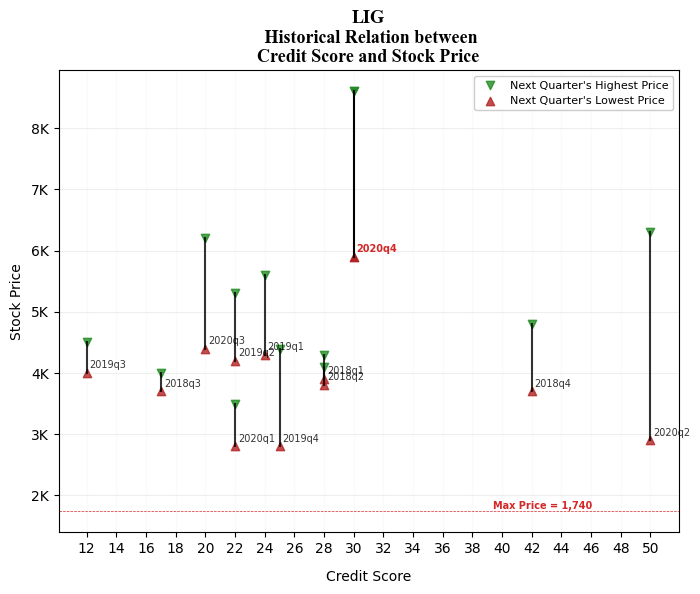 LIG
Historical Relation between
Credit Score and Stock Price
Next Quarter's Highest Price
Next Quarter's Lowest Price
8K
7K
6K
5K
4K
3K
2K
Stock Price
2020q4
2020q3
2019q1
2019q2
2019q3
2018q1
2018q2
2018q3
2018q4
2020q1
2019q4
2020q2
Max Price = 1,740
12 14 16 18 20 22 24 26 28 30 32 34 36 38 40 42 44 46 48 50
Credit Score